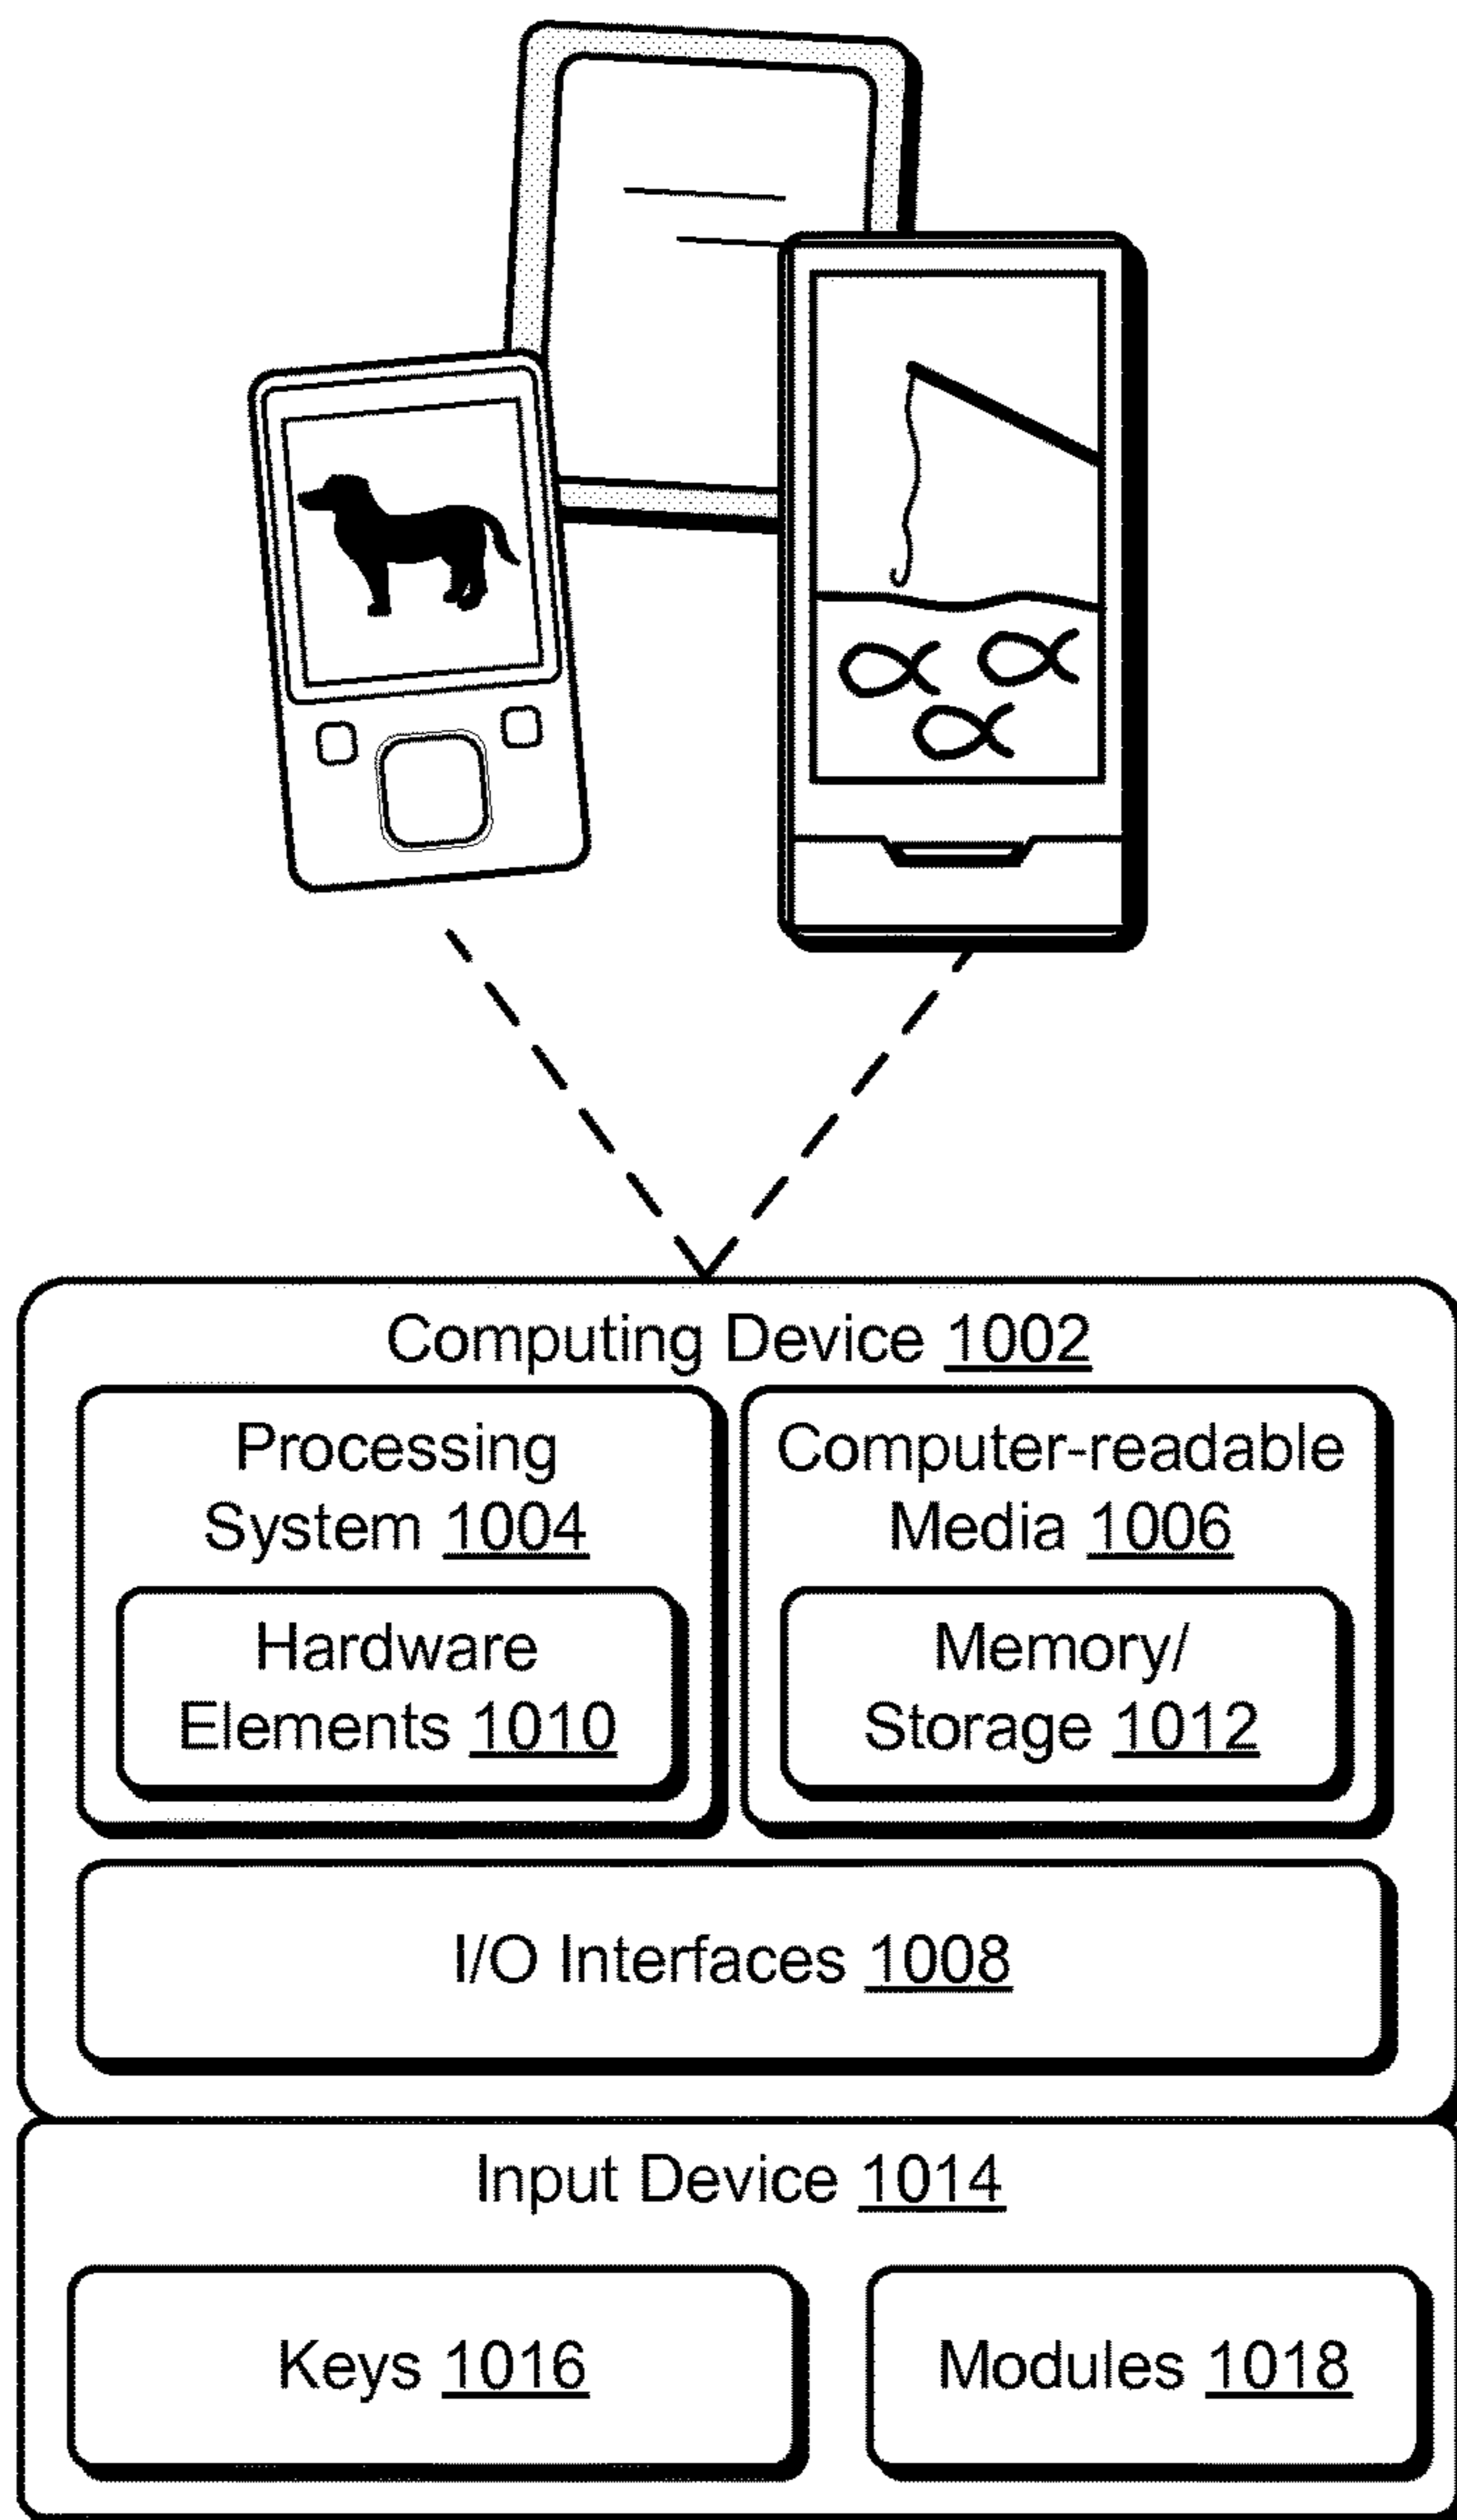 Computing Device 1002
Processing
System 1004
Computer-readable
Media 1006
Hardware
Elements 1010
Memory/
Storage 1012
I/O Interfaces 1008
Input Device 1014
Keys 1016
Modules 1018